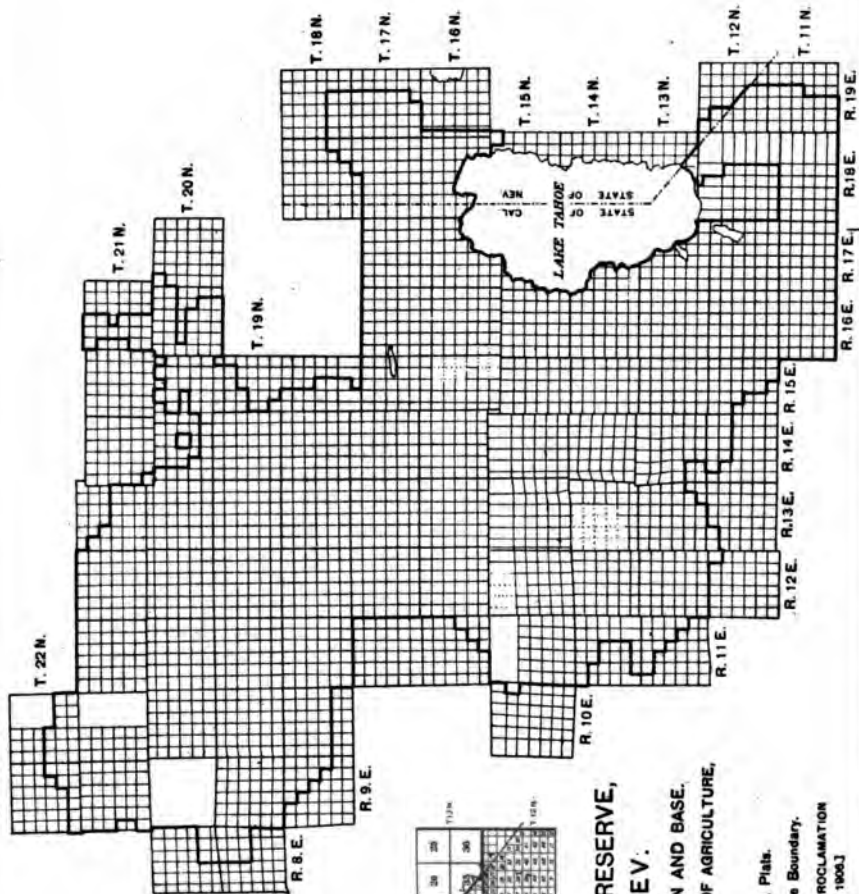 T. 22 N.
T. 21 N.
T. 20 N.
T. 19 N.
T. 18 N.
T. 17 N.
T. 16 N.
T. 15 N.
T. 14 N.
T. 13 N.
T. 12 N.
T. 11 N.
LAKE TAHOE
STATE OF CAL
STATE OF NEV.
R. 8 E.
R. 9. E.
R. 10 E.
R. 11 E.
R. 12 E.
R. 13 E.
R. 14 E.
R. 15 E.
R. 16 E.
R. 17 E.
R. 18 E.
R. 19 E.
RESERVE,
EV.
N AND BASE.
OF AGRICULTURE,
Plats.
Boundary.
ROCLAMATION
1906.]